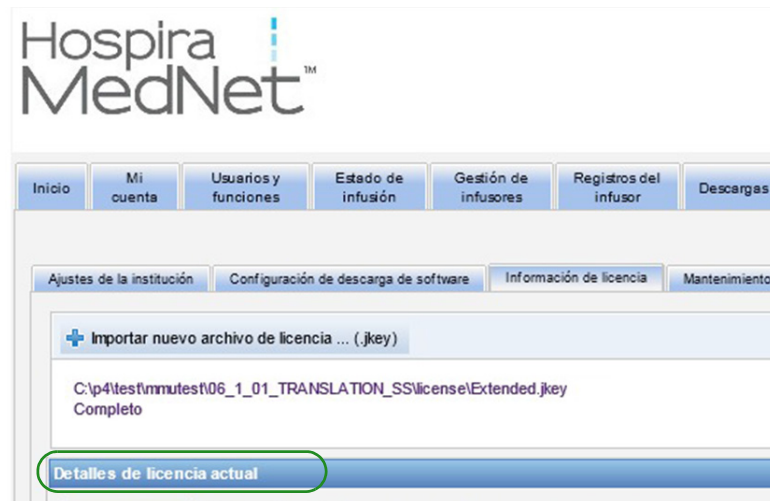 Hospira
MedNet™
Inicio
Mi
cuenta
Usuarios y
funciones
Estado de
infusión
Gestión de
infusores
Registros del
infusor
Descargas
Ajustes de la institución
Configuración de descarga de software
Información de licencia
Mantenimiento
Importar nuevo archivo de licencia ... (.jkey)
C:\p4\test\mmutest\06_1_01_TRANSLATION_SS\license\Extended.jkey
Completo
Detalles de licencia actual